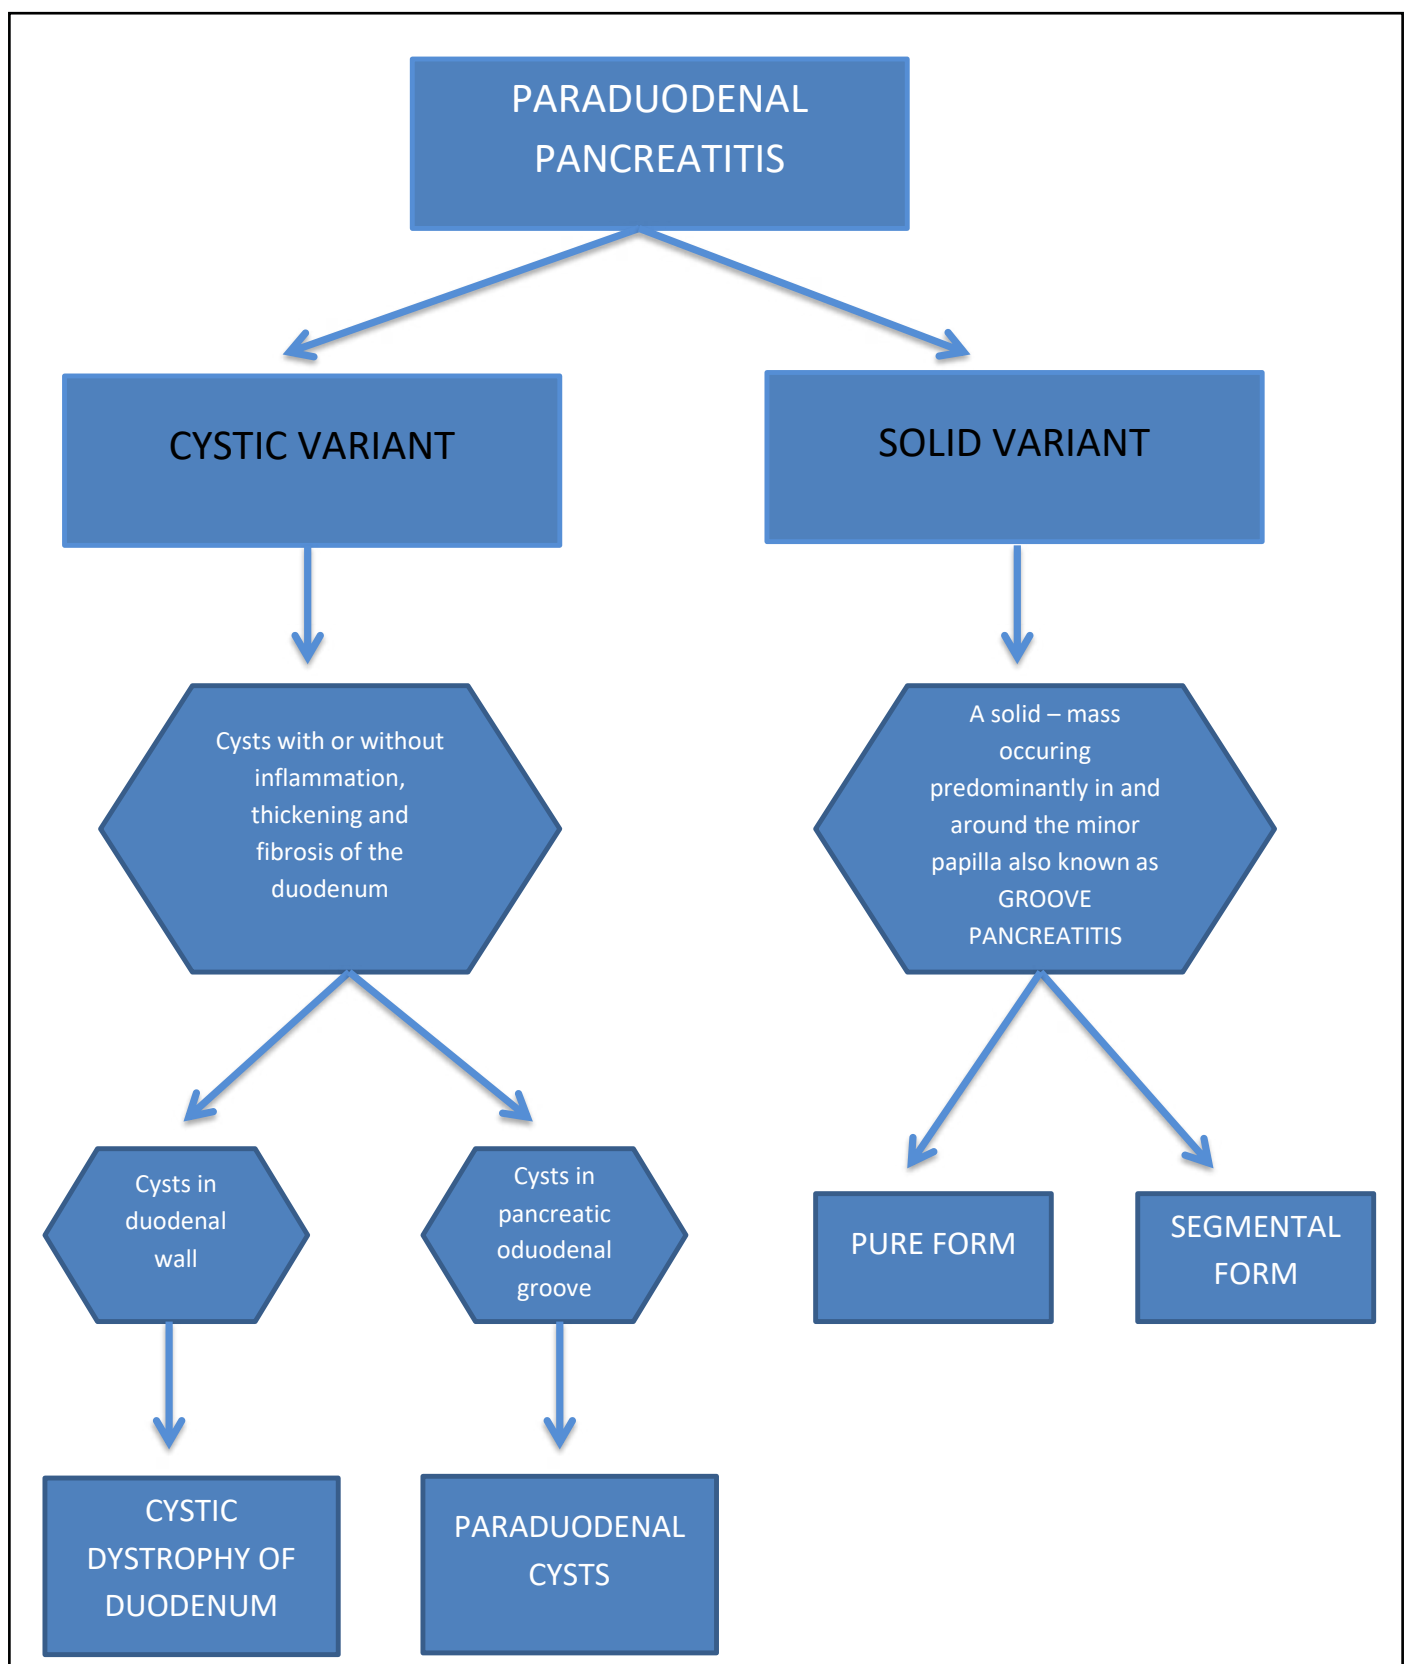 PARADUODENAL
PANCREATITIS
CYSTIC VARIANT
SOLID VARIANT
Cysts with or without
inflammation,
thickening and
fibrosis of the
duodenum
A solid – mass
occuring
predominantly in and
around the minor
papilla also known as
GROOVE
PANCREATITIS
Cysts in
duodenal
wall
Cysts in
pancreatic
oduodenal
groove
PURE FORM
SEGMENTAL
FORM
CYSTIC
DYSTROPHY OF
DUODENUM
PARADUODENAL
CYSTS